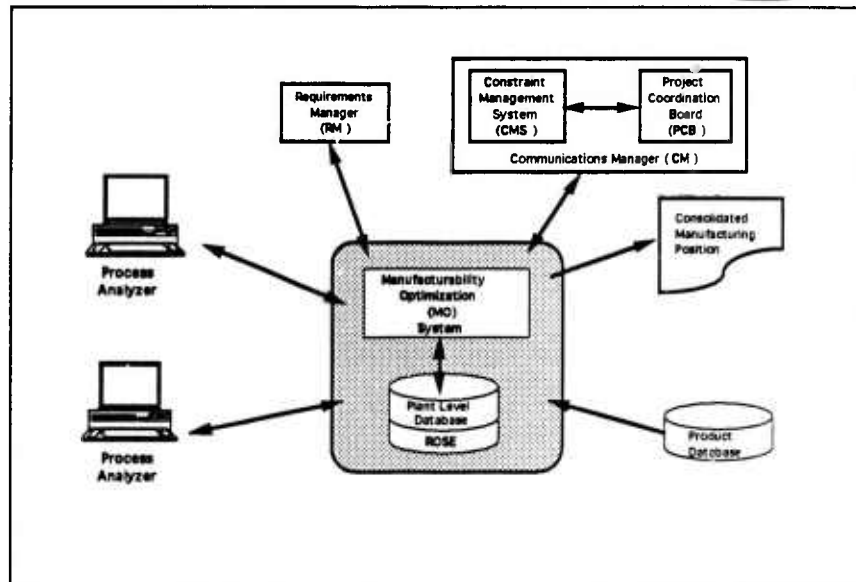 Requirements
Manager
(RM )
Constraint
Management
System
(CMS )
Project
Coordination
Board
(PCB )
Communications Manager ( CM )
Process
Analyzer
Consolidated
Manufacturing
Position
Manufacturability
Optimization
(MO)
System
Plant Level
Database
ROSE
Process
Analyzer
Product
Database